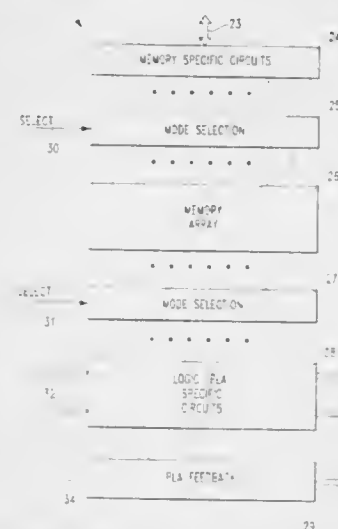 23
24
MEMORY SPECIFIC CIRCUITS
25
SELECT
MODE SELECTION
30
26
MEMORY
ARRAY
27
SELECT
MODE SELECTION
31
28
LOGIC PLA
SPECIFIC
CIRCUITS
32
PLA FEEDBACK
34
29